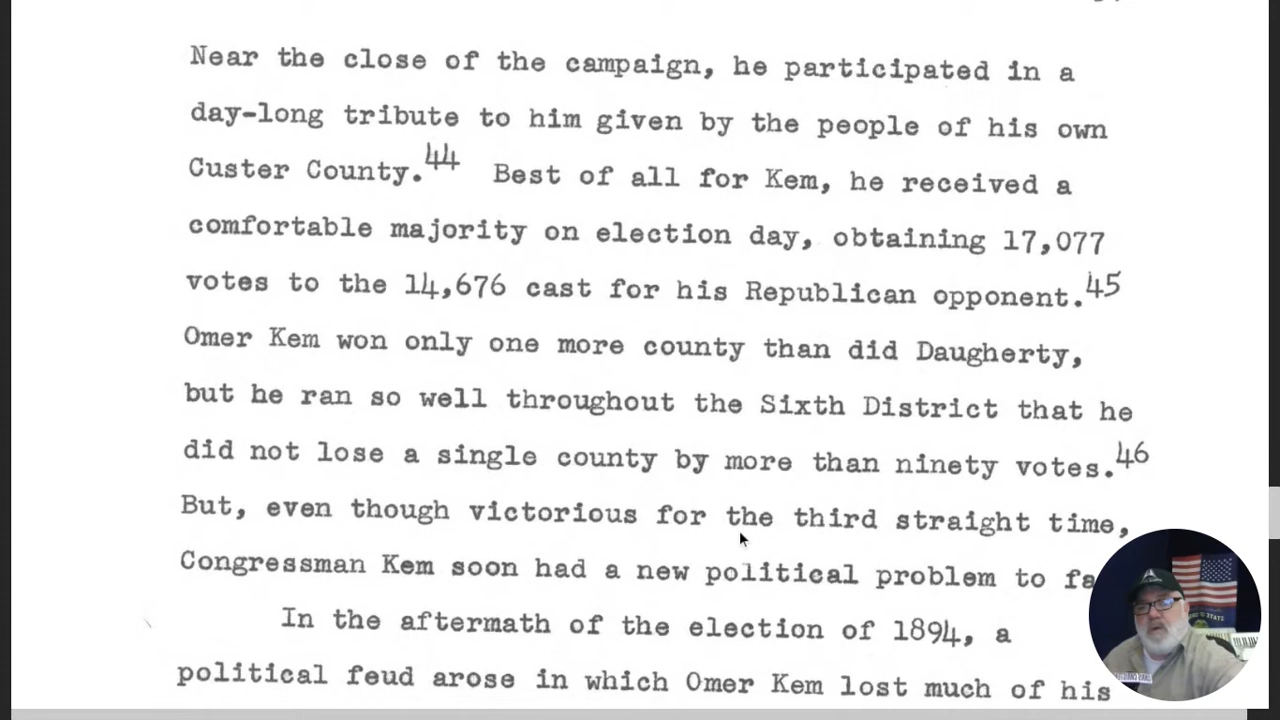 Near the close of the campaign, he participated in a
day-long tribute to him given by the people of his own
Custer County.44 Best of all for Kem, he received a
comfortable majority on election day, obtaining 17,077
votes to the 14,676 cast for his Republican opponent.45
Omer Kem won only one more county than did Daugherty,
but he ran so well throughout the Sixth District that he
did not lose a single county by more than ninety votes.46
But, even though victorious for the third straight time,
Congressman Kem soon had a new political problem to fa
In the aftermath of the election of 1894, a
political feud arose in which Omer Kem lost much of his